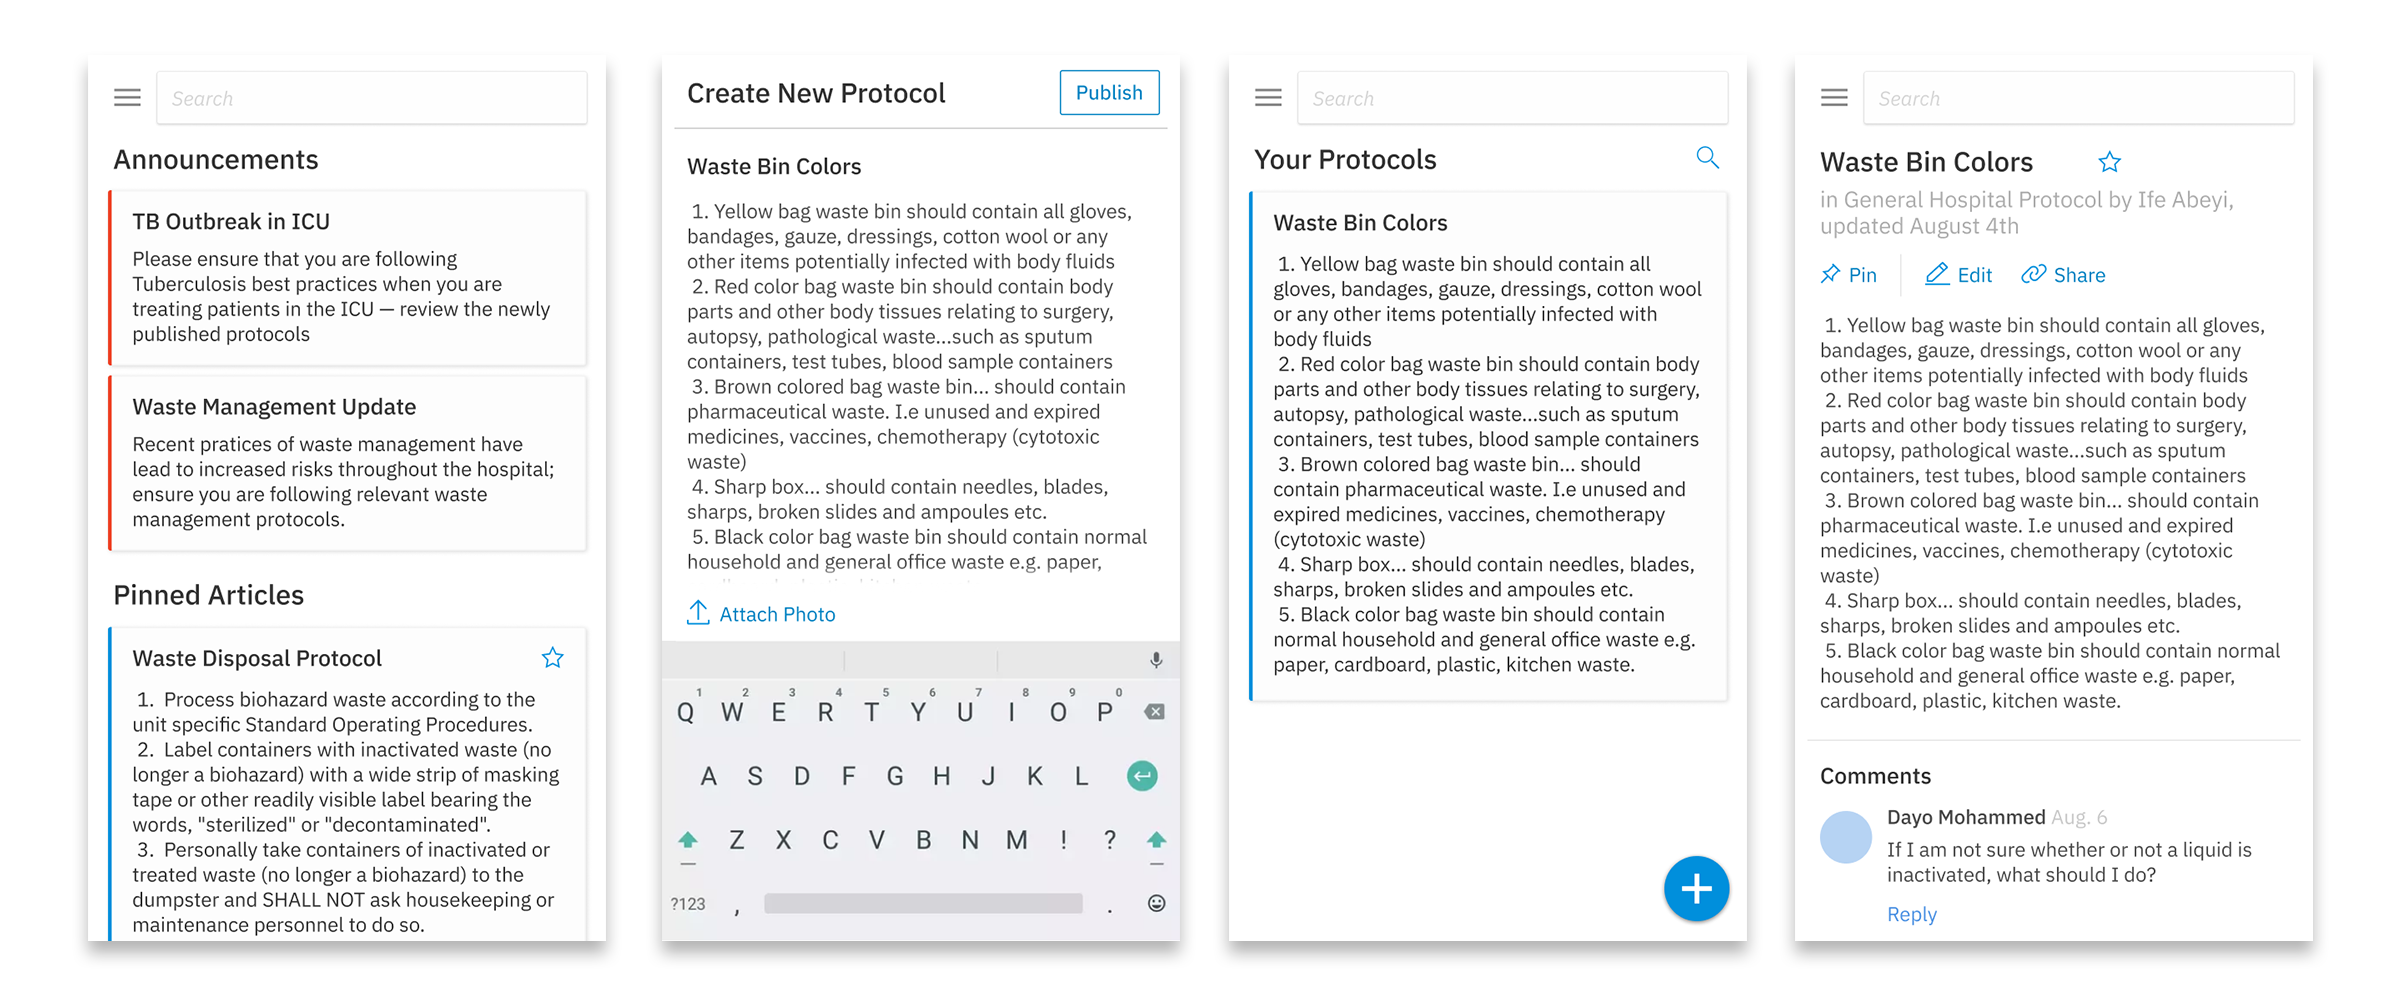 Search
Announcements
TB Outbreak in ICU
Please ensure that you are following
Tuberculosis best practices when you are
treating patients in the ICU — review the newly
published protocols
Waste Management Update
Recent pratices of waste management have
lead to increased risks throughout the hospital;
ensure you are following relevant waste
management protocols.
Pinned Articles
Waste Disposal Protocol
1. Process biohazard waste according to the
unit specific Standard Operating Procedures.
2. Label containers with inactivated waste (no
longer a biohazard) with a wide strip of masking
tape or other readily visible label bearing the
words, "sterilized" or "decontaminated".
3. Personally take containers of inactivated or
treated waste (no longer a biohazard) to the
dumpster and SHALL NOT ask housekeeping or
maintenance personnel to do so.
Create New Protocol
Publish
Waste Bin Colors
1. Yellow bag waste bin should contain all gloves,
bandages, gauze, dressings, cotton wool or any
other items potentially infected with body fluids
2. Red color bag waste bin should contain body
parts and other body tissues relating to surgery,
autopsy, pathological waste...such as sputum
containers, test tubes, blood sample containers
3. Brown colored bag waste bin... should contain
pharmaceutical waste. I.e unused and expired
medicines, vaccines, chemotherapy (cytotoxic
waste)
4. Sharp box... should contain needles, blades,
sharps, broken slides and ampoules etc.
5. Black color bag waste bin should contain normal
household and general office waste e.g. paper,
Attach Photo
1 2 3 4 5 6 7 8 9 0
Q W E R T Y U I O P
A S D F G H J K L
Z X C V B N M ! ?
?123 , .
Search
Your Protocols
Waste Bin Colors
1. Yellow bag waste bin should contain all
gloves, bandages, gauze, dressings, cotton wool
or any other items potentially infected with
body fluids
2. Red color bag waste bin should contain body
parts and other body tissues relating to surgery,
autopsy, pathological waste...such as sputum
containers, test tubes, blood sample containers
3. Brown colored bag waste bin... should
contain pharmaceutical waste. I.e unused and
expired medicines, vaccines, chemotherapy
(cytotoxic waste)
4. Sharp box... should contain needles, blades,
sharps, broken slides and ampoules etc.
5. Black color bag waste bin should contain
normal household and general office waste e.g.
paper, cardboard, plastic, kitchen waste.
Search
Waste Bin Colors
in General Hospital Protocol by Ife Abeyi,
updated August 4th
Pin
Edit
Share
1. Yellow bag waste bin should contain all gloves,
bandages, gauze, dressings, cotton wool or any
other items potentially infected with body fluids
2. Red color bag waste bin should contain body
parts and other body tissues relating to surgery,
autopsy, pathological waste...such as sputum
containers, test tubes, blood sample containers
3. Brown colored bag waste bin... should contain
pharmaceutical waste. I.e unused and expired
medicines, vaccines, chemotherapy (cytotoxic
waste)
4. Sharp box... should contain needles, blades,
sharps, broken slides and ampoules etc.
5. Black color bag waste bin should contain normal
household and general office waste e.g. paper,
cardboard, plastic, kitchen waste.
Comments
Dayo Mohammed Aug. 6
If I am not sure whether or not a liquid is
inactivated, what should I do?
Reply